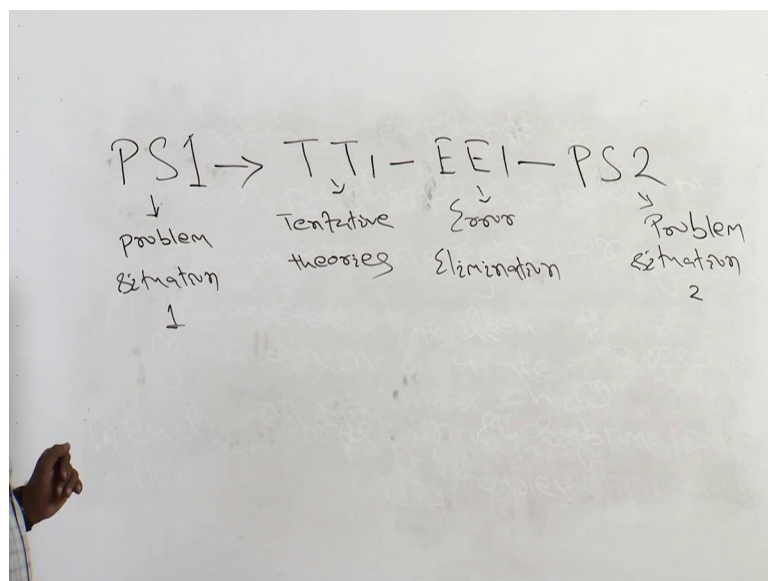 PS1 → TT1 – EE1 – PS2
↓ ↓ ↓ ↓
Problem situation 1
Tentative theories
Error Elimination
Problem situation 2